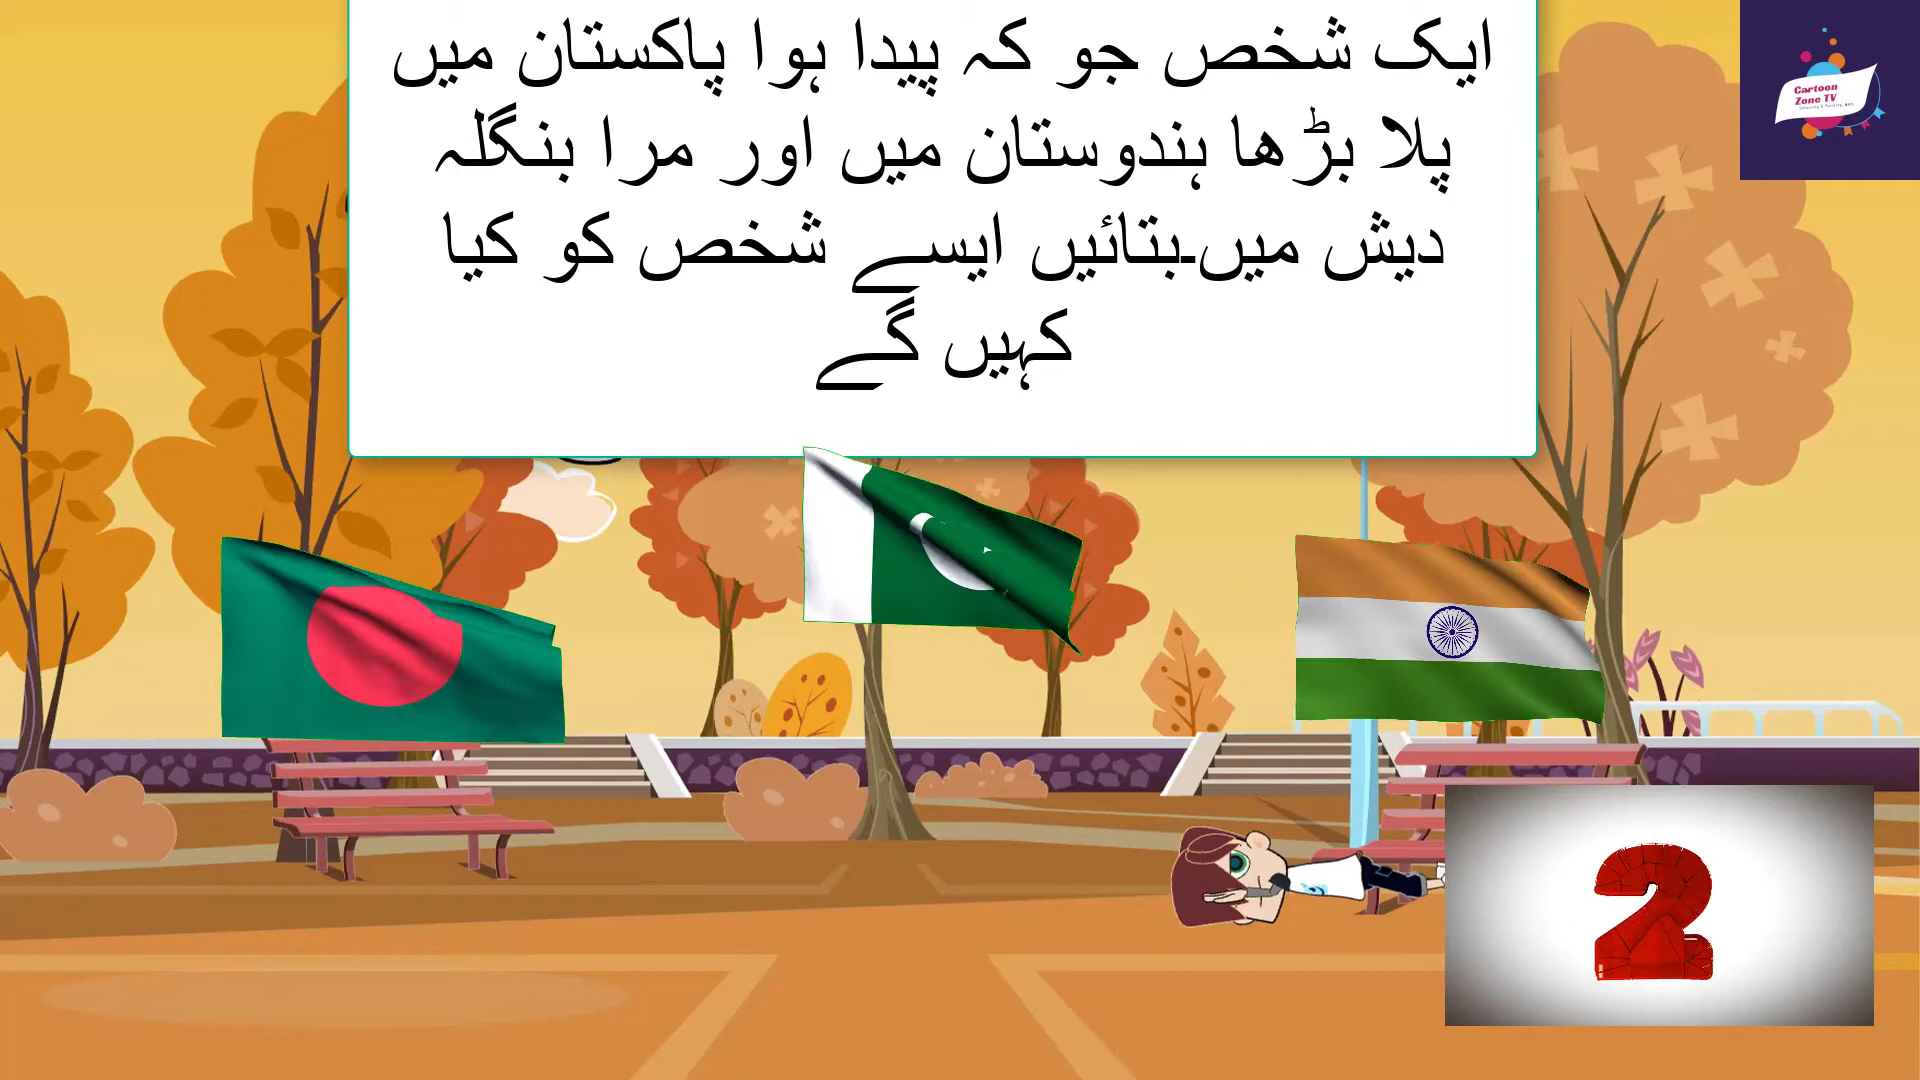 ایک شخص جو کہ پیدا ہوا پاکستان میں
پلا بڑھا ہندوستان میں اور مرا بنگلہ
دیش میں۔بتائیں ایسے شخص کو کیا
کہیں گے
Cartoon
Zone TV
2